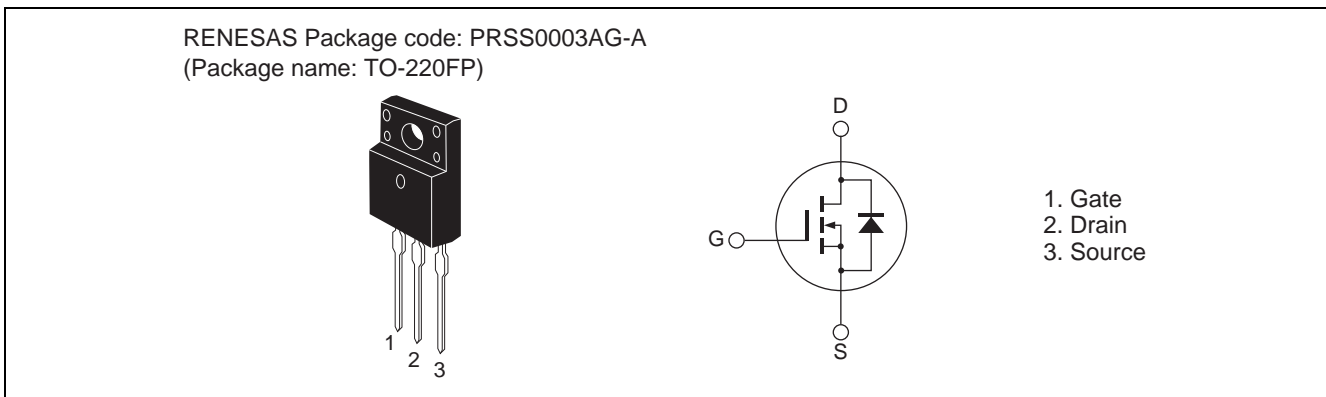 RENESAS Package code: PRSS0003AG-A
(Package name: TO-220FP)
1
2
3
D
G
S
1. Gate
2. Drain
3. Source